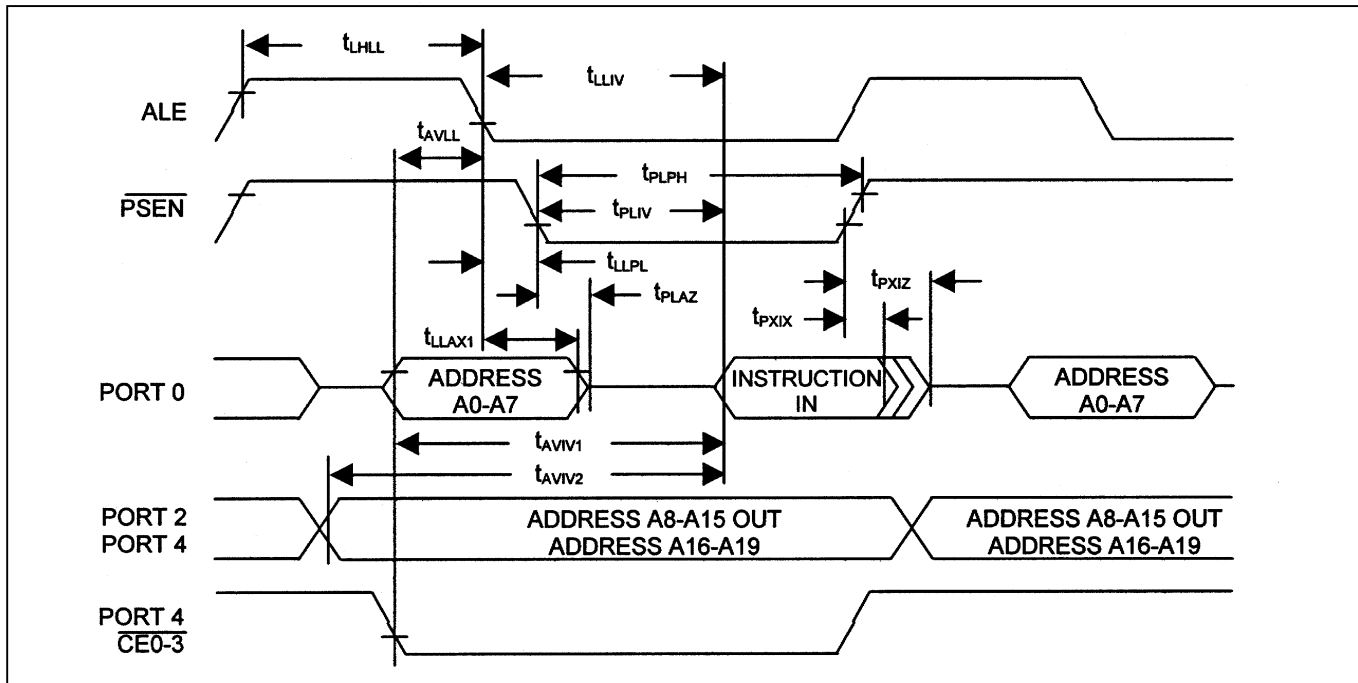 tLHLL
tLLIV
ALE
tAVLL
tPLPH
PSEN
tPLIV
tLLPL
tPXIZ
tPLAZ
tPXIX
tLLAX1
PORT 0
ADDRESS
A0-A7
INSTRUCTION
IN
ADDRESS
A0-A7
tAVIV1
tAVIV2
PORT 2
PORT 4
ADDRESS A8-A15 OUT
ADDRESS A16-A19
ADDRESS A8-A15 OUT
ADDRESS A16-A19
PORT 4
CE0-3